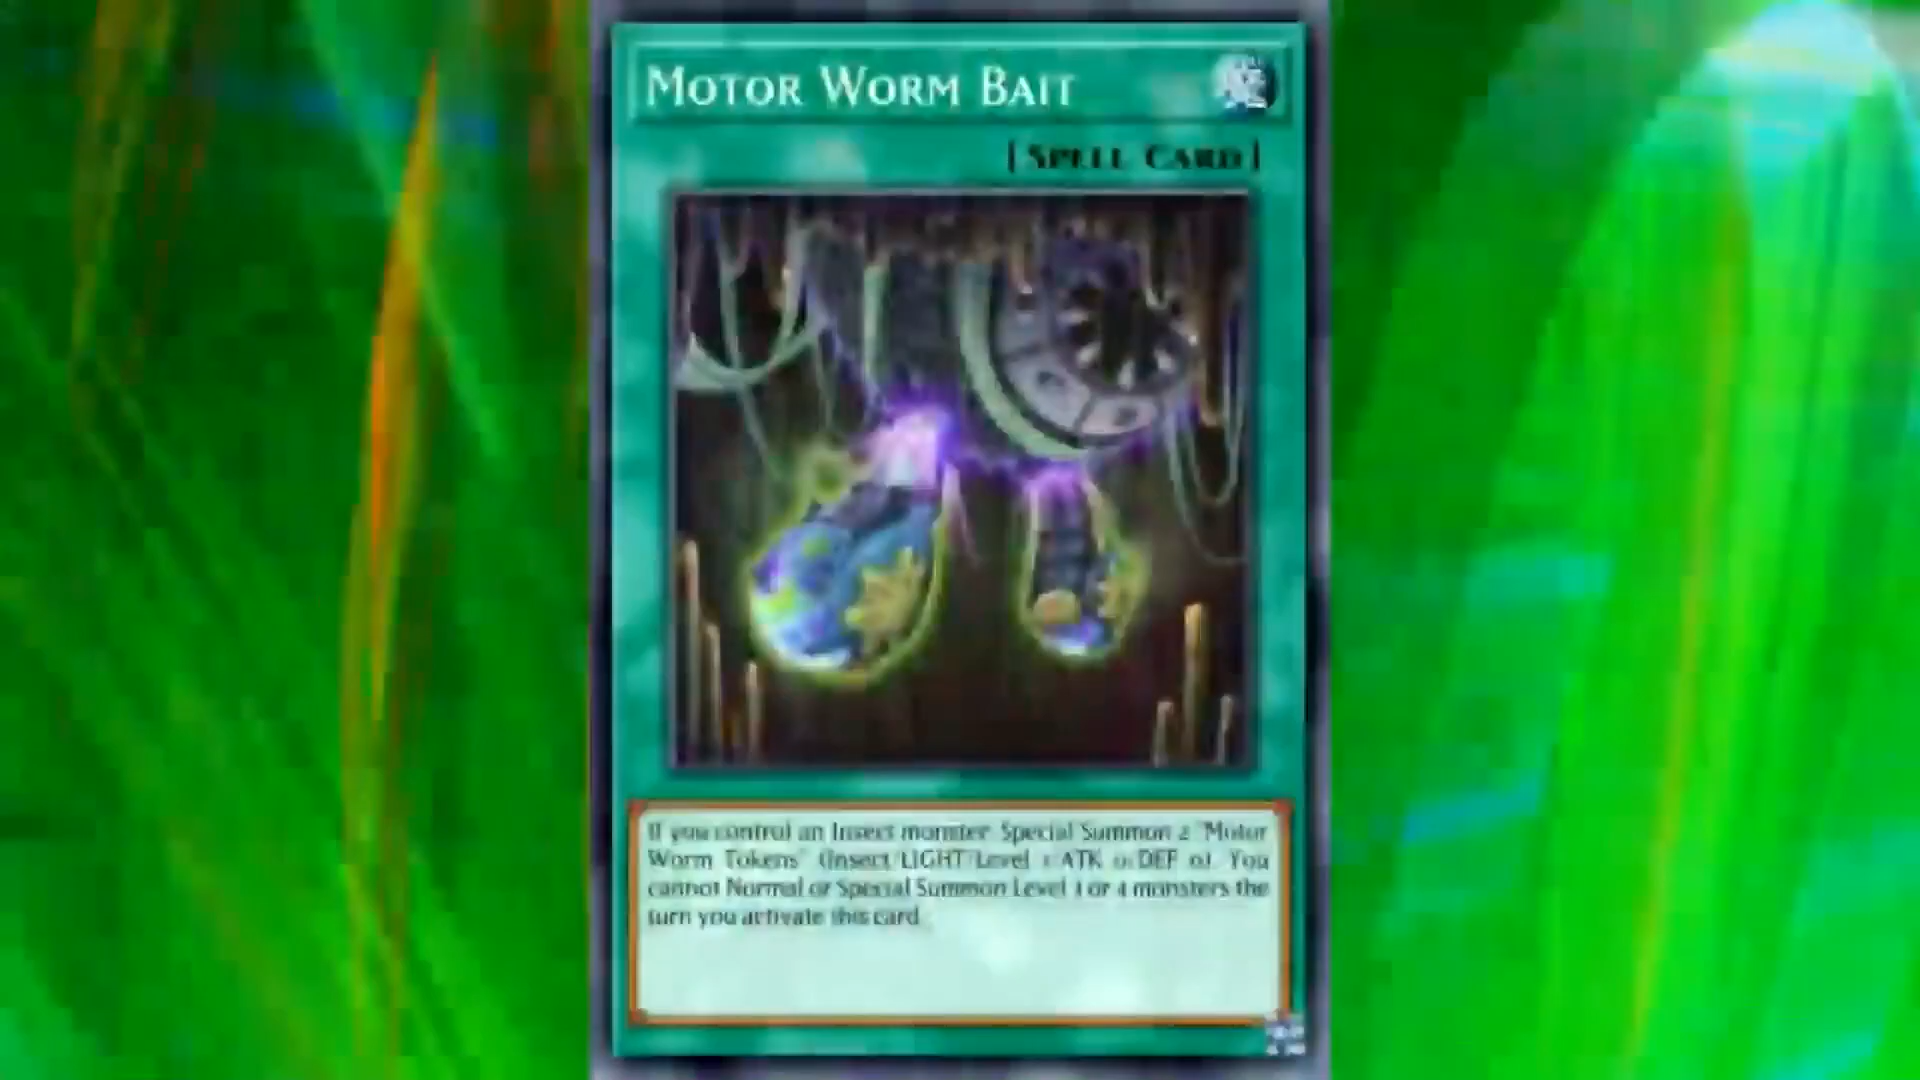 MOTOR WORM BAIT
[SPELL CARD]
If you control an Insect monster: Special Summon 2 "Motor
Worm Tokens" (Insect/LIGHT/Level 1/ATK 0/DEF 0). You
cannot Normal or Special Summon Level or 4 monsters the
turn you activate this card.